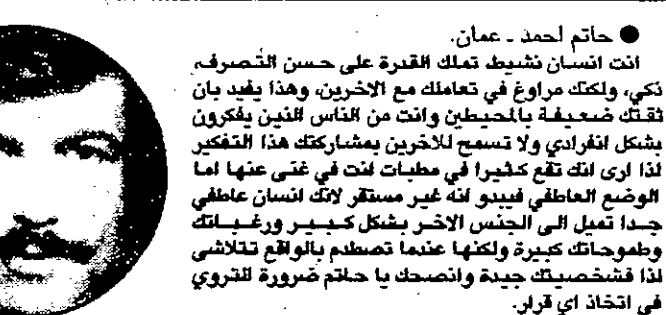 ● حاتم احمد ـ عمان.
انت انسان نشيط تملك القدرة على حسن التصرف،
ذكي، ولكنك مراوغ في تعاملك مع الاخرين، وهذا يفيد بان
ثقتك ضعيفة بالمحيطين وانت من الناس الذين يفكرون
بشكل انفرادي ولا تسمح للاخرين بمشاركتك هذا التفكير
لذا ارى انك تقع كثيرا في مطبات انت في غنى عنها اما
الوضع العاطفي فيبدو انه غير مستقر لانك انسان عاطفي
جدا تميل الى الجنس الاخر بشكل كبير ورغباتك
وطموحاتك كبيرة ولكنها عندما تصطدم بالواقع تتلاشى
لذا فشخصيتك جيدة وانصحك يا حاتم ضرورة التروي
في اتخاذ اي قرار.